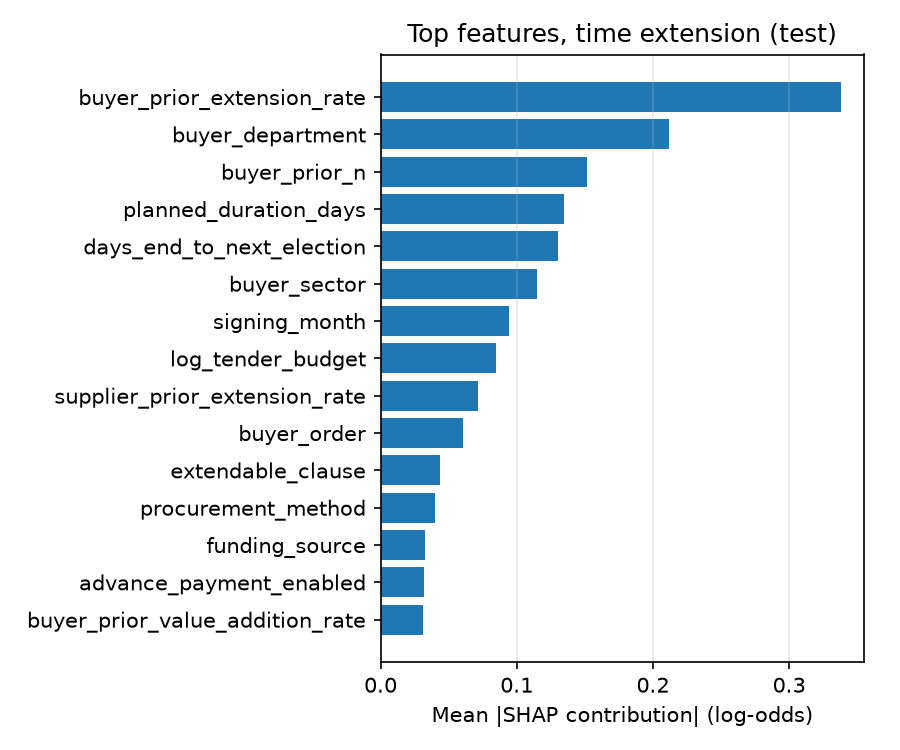 Top features, time extension (test)
buyer_prior_extension_rate
buyer_department
buyer_prior_n
planned_duration_days
days_end_to_next_election
buyer_sector
signing_month
log_tender_budget
supplier_prior_extension_rate
buyer_order
extendable_clause
procurement_method
funding_source
advance_payment_enabled
buyer_prior_value_addition_rate
0.0 0.1 0.2 0.3
Mean |SHAP contribution| (log-odds)